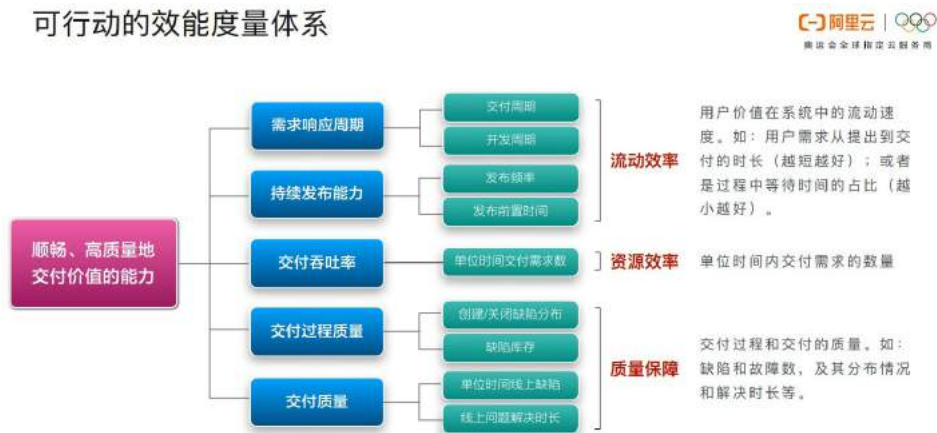 可行动的效能度量体系
阿里云
奥运会全球指定云服务商
顺畅、高质量地
交付价值的能力
需求响应周期
交付周期
开发周期
持续发布能力
发布频率
发布前置时间
流动效率
用户价值在系统中的流动速
度。如：用户需求从提出到交
付的时长（越短越好）；或者
是过程中等待时间的占比（越
小越好）。
交付吞吐率
单位时间交付需求数
资源效率
单位时间内交付需求的数量
交付过程质量
创建/关闭缺陷分布
缺陷库存
交付质量
单位时间线上缺陷
线上问题解决时长
质量保障
交付过程和交付的质量。如：
缺陷和故障数，及其分布情况
和解决时长等。